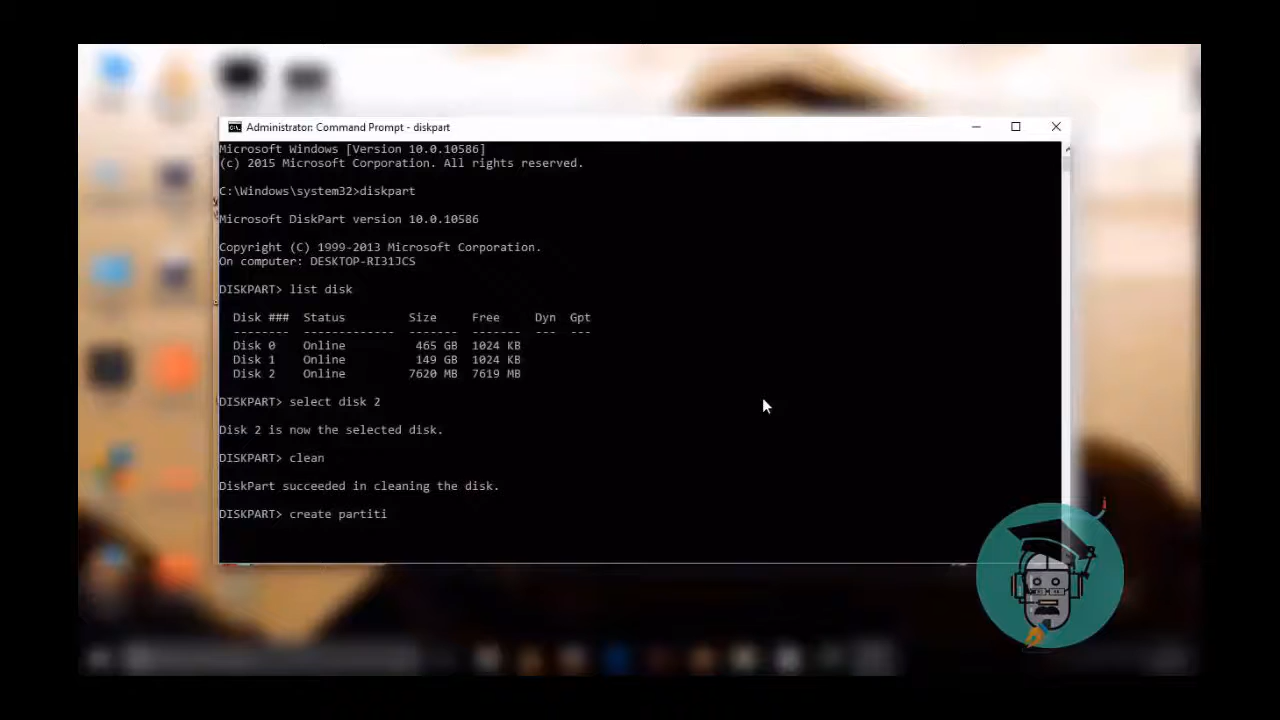 Administrator: Command Prompt - diskpart
Microsoft Windows [Version 10.0.10586]
(c) 2015 Microsoft Corporation. All rights reserved.
C:\Windows\system32>diskpart
Microsoft DiskPart version 10.0.10586
Copyright (C) 1999-2013 Microsoft Corporation.
On computer: DESKTOP-RI31JCS
DISKPART> list disk
Disk ### Status Size Free Dyn Gpt
-------- ------------- ------- ------- --- ---
Disk 0 Online 465 GB 1024 KB
Disk 1 Online 149 GB 1024 KB
Disk 2 Online 7620 MB 7619 MB
DISKPART> select disk 2
Disk 2 is now the selected disk.
DISKPART> clean
DiskPart succeeded in cleaning the disk.
DISKPART> create partiti